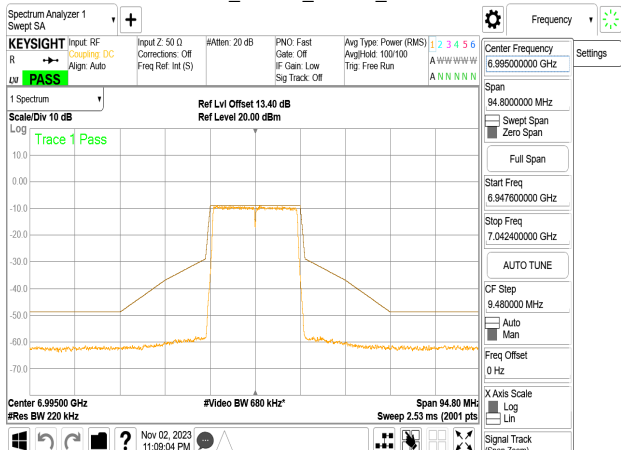 Spectrum Analyzer 1
Swept SA
Frequency
KEYSIGHT
R
LXI
PASS
Input: RF
Coupling: DC
Align: Auto
Input Z: 50 Ω
Corrections: Off
Freq Ref: Int (S)
#Atten: 20 dB
PNO: Fast
Gate: Off
IF Gain: Low
Sig Track: Off
Avg Type: Power (RMS)
Avg|Hold: 100/100
Trig: Free Run
1 2 3 4 5 6
A W W W W W
A N N N N N
Center Frequency
6.995000000 GHz
Settings
Span
94.8000000 MHz
Swept Span
Zero Span
Full Span
Start Freq
6.947600000 GHz
Stop Freq
7.042400000 GHz
AUTO TUNE
CF Step
9.480000 MHz
Auto
Man
Freq Offset
0 Hz
X Axis Scale
Log
Lin
Signal Track
(Span Zoom)
1 Spectrum
Scale/Div 10 dB
Ref Lvl Offset 13.40 dB
Ref Level 20.00 dBm
Log
Trace 1 Pass
10.0
0.00
-10.0
-20.0
-30.0
-40.0
-50.0
-60.0
-70.0
Center 6.99500 GHz
#Video BW 680 kHz*
Span 94.80 MHz
#Res BW 220 kHz
Sweep 2.53 ms (2001 pts)
?
Nov 02, 2023
11:09:04 PM